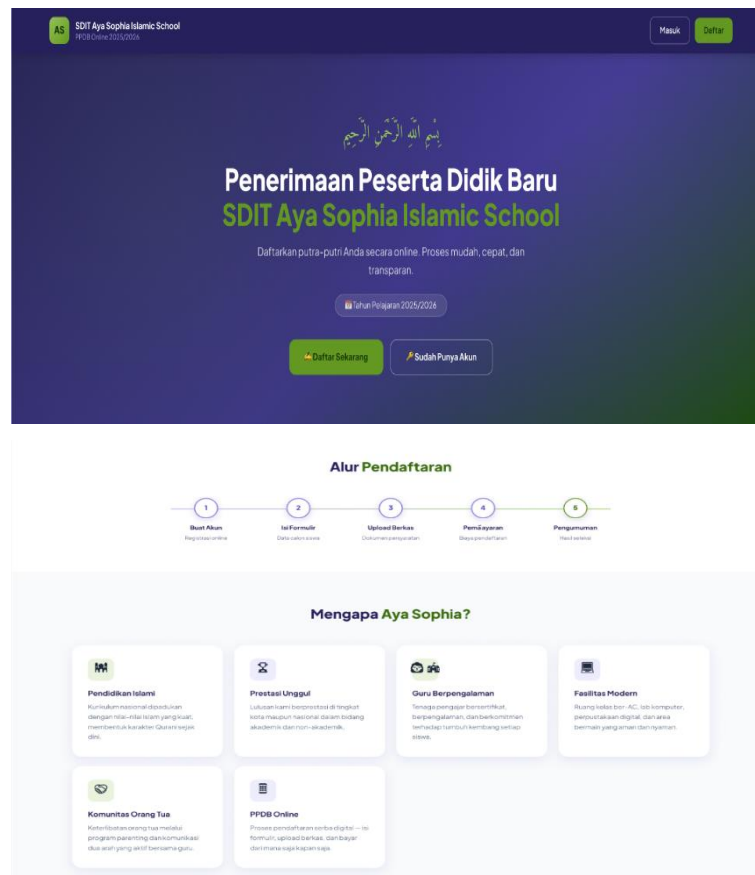 AS
SDIT Aya Sophia Islamic School
PPDB Online 2025/2026
Masuk
Daftar
بِسْمِ اللَّهِ الرَّحْمَنِ الرَّحِيمِ
Penerimaan Peserta Didik Baru
SDIT Aya Sophia Islamic School
Daftarkan putra-putri Anda secara online. Proses mudah, cepat, dan
transparan.
Tahun Pelajaran 2025/2026
Daftar Sekarang
Sudah Punya Akun
Alur Pendaftaran
1
2
3
4
5
Buat Akun
Isi Formulir
Upload Berkas
Pengumuman
Registrasi online
Data calon siswa
Dokumen persyaratan
Biaya pendaftaran
Hasil seleksi
Mengapa Aya Sophia?
Pendidikan Islami
Kurikulum nasional dipadukan
dengan nilai-nilai Islam yang kuat,
membentuk karakter Qurani sejak
dini.
Prestasi Unggul
Lulusan kami berprestasi di tingkat
kota maupun nasional dalam bidang
akademik dan non-akademik.
Guru Berpengalaman
Tenaga pengajar bersertifikat,
berpengalaman, dan berkomitmen
terhadap tumbuh kembang setiap
siswa.
Fasilitas Modern
Ruang kelas ber-AC, lab komputer,
perpustakaan digital, dan area
bermain yang aman dan nyaman.
Komunitas Orang Tua
Keterlibatan orang tua melalui
program parenting dan komunikasi
dua arah yang aktif bersama guru.
PPDB Online
Proses pendaftaran serba digital — isi
formulir, upload berkas, dan bayar
dari mana saja kapan saja.